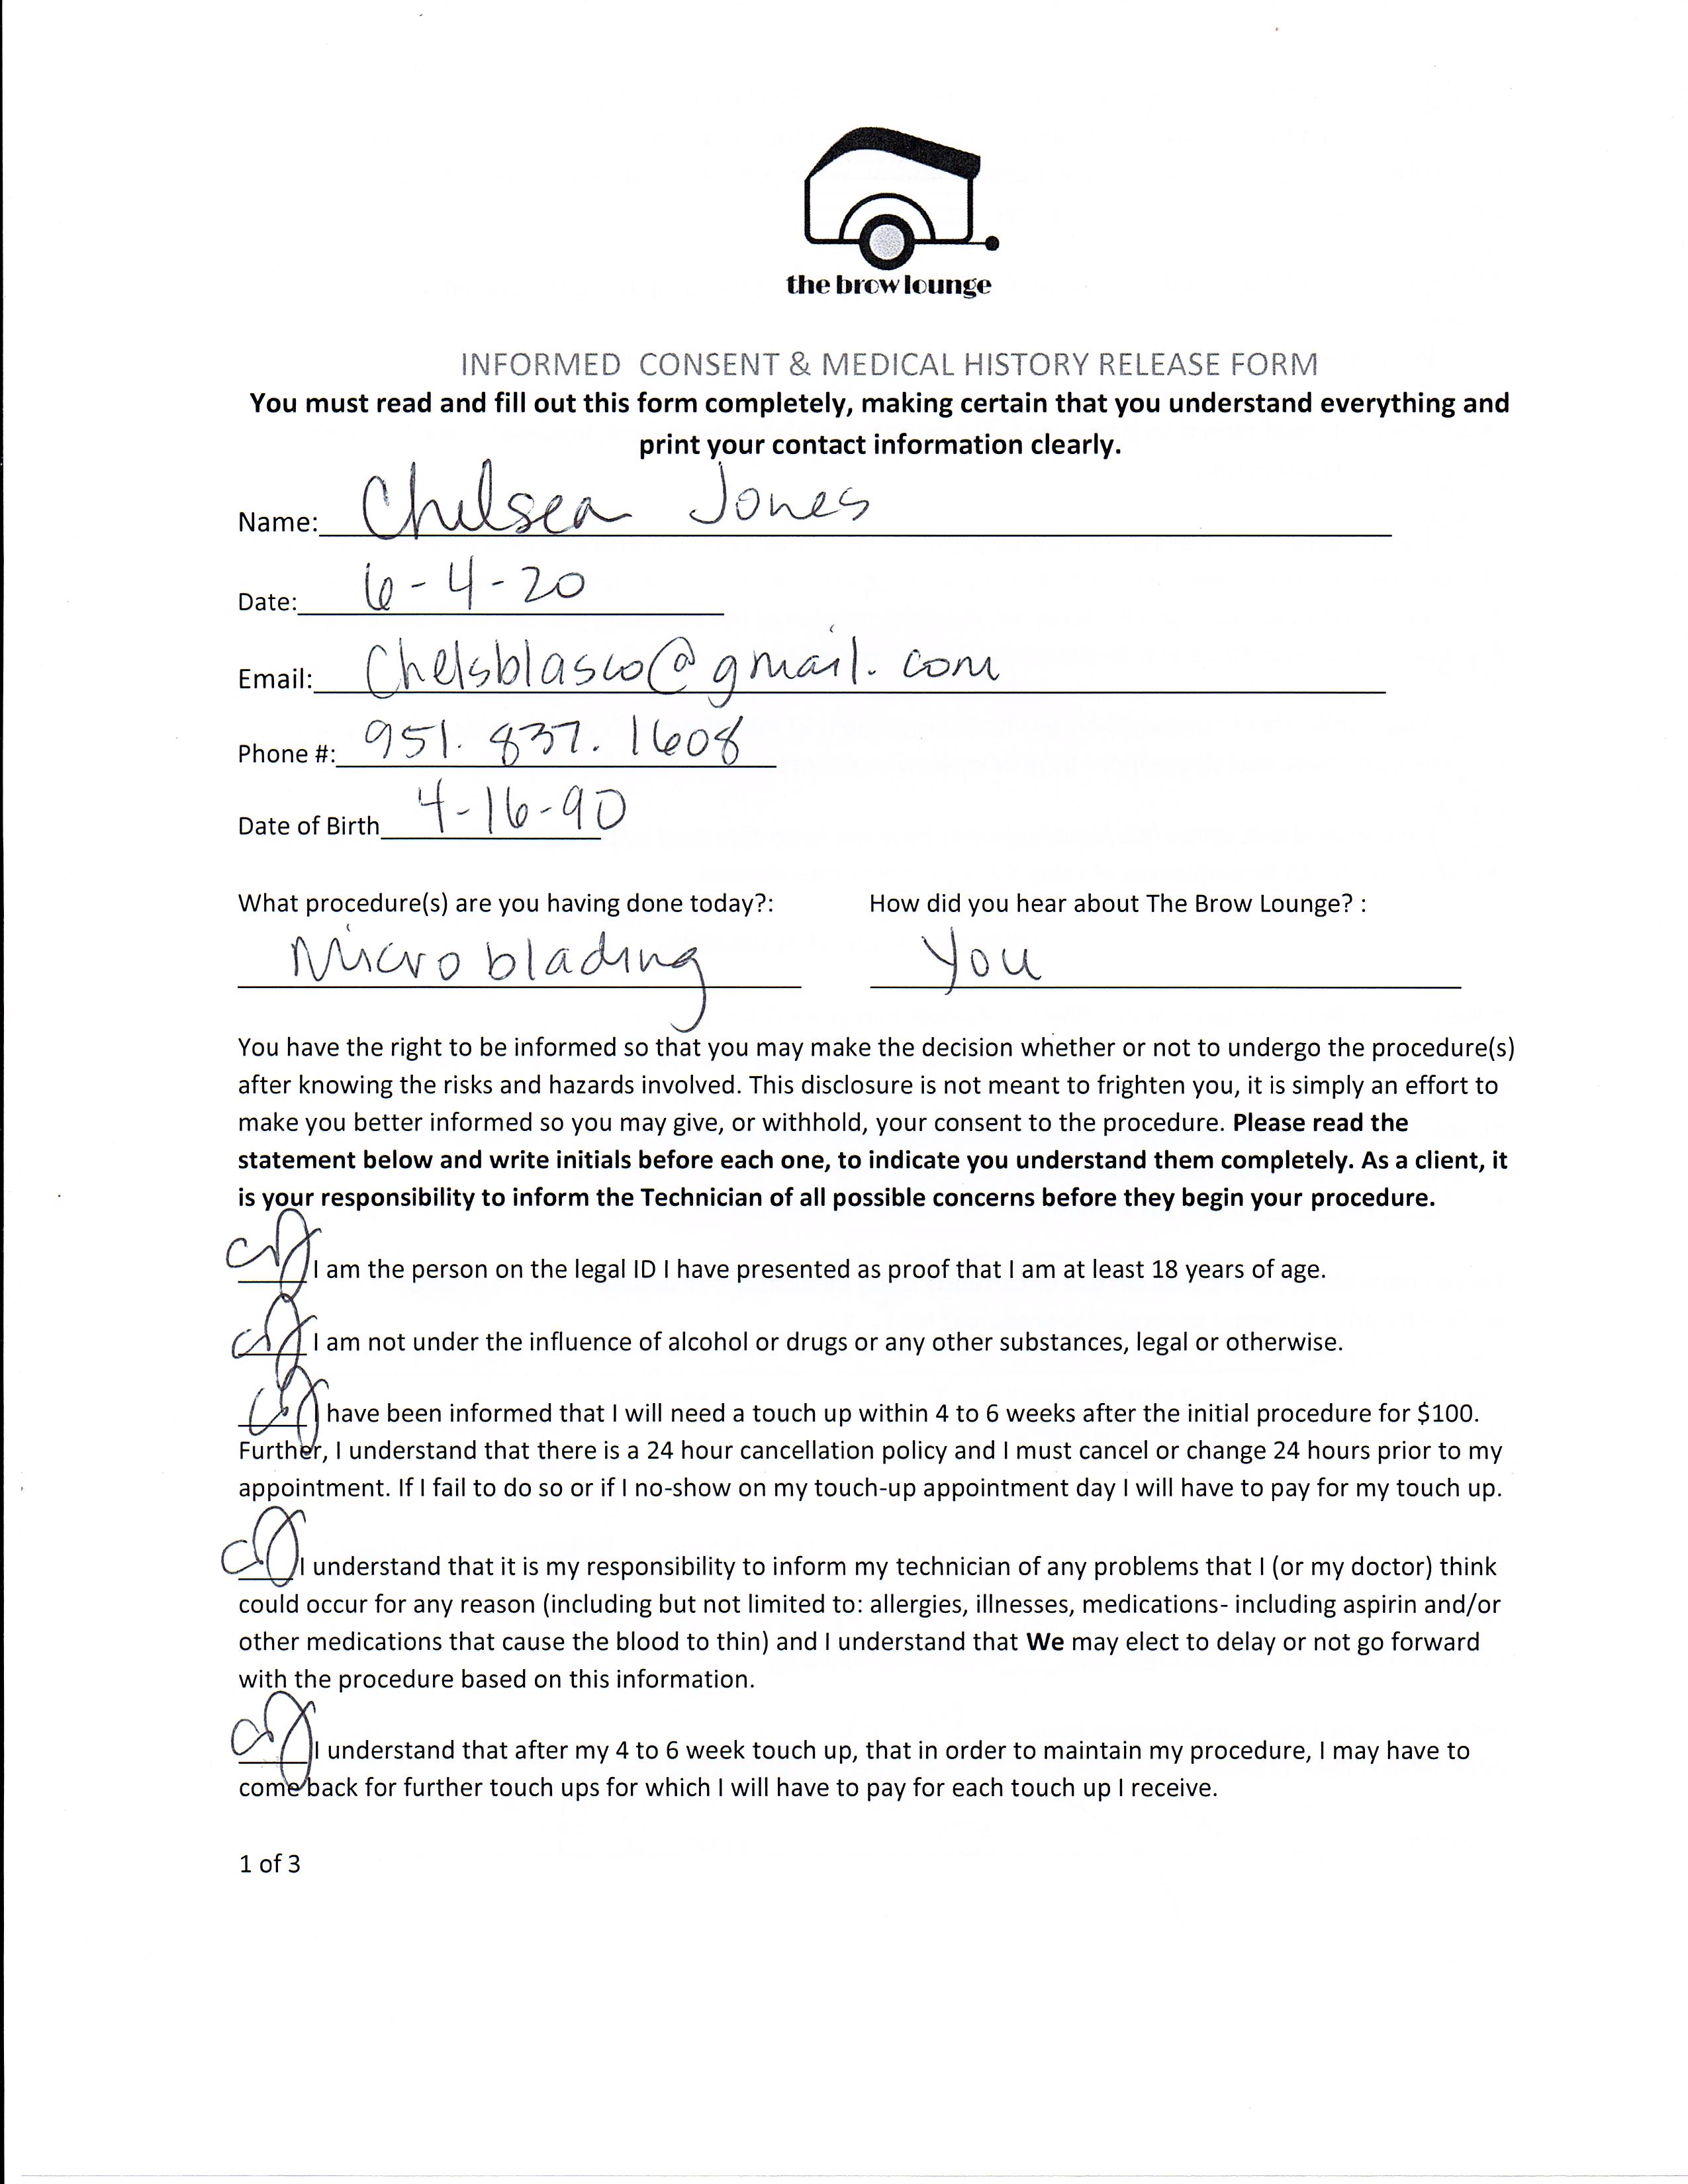 the brow lounge
INFORMED CONSENT & MEDICAL HISTORY RELEASE FORM
You must read and fill out this form completely, making certain that you understand everything and
print your contact information clearly.
Name: Chelsea Jones
Date: 6-4-20
Email: Chelsblasco@gmail.com
Phone #: 951.837.1608
Date of Birth 4-16-90
What procedure(s) are you having done today?: How did you hear about The Brow Lounge? :
Microblading You
You have the right to be informed so that you may make the decision whether or not to undergo the procedure(s)
after knowing the risks and hazards involved. This disclosure is not meant to frighten you, it is simply an effort to
make you better informed so you may give, or withhold, your consent to the procedure. Please read the
statement below and write initials before each one, to indicate you understand them completely. As a client, it
is your responsibility to inform the Technician of all possible concerns before they begin your procedure.
I am the person on the legal ID I have presented as proof that I am at least 18 years of age.
I am not under the influence of alcohol or drugs or any other substances, legal or otherwise.
I have been informed that I will need a touch up within 4 to 6 weeks after the initial procedure for $100.
Further, I understand that there is a 24 hour cancellation policy and I must cancel or change 24 hours prior to my
appointment. If I fail to do so or if I no-show on my touch-up appointment day I will have to pay for my touch up.
I understand that it is my responsibility to inform my technician of any problems that I (or my doctor) think
could occur for any reason (including but not limited to: allergies, illnesses, medications- including aspirin and/or
other medications that cause the blood to thin) and I understand that We may elect to delay or not go forward
with the procedure based on this information.
I understand that after my 4 to 6 week touch up, that in order to maintain my procedure, I may have to
come back for further touch ups for which I will have to pay for each touch up I receive.
1 of 3